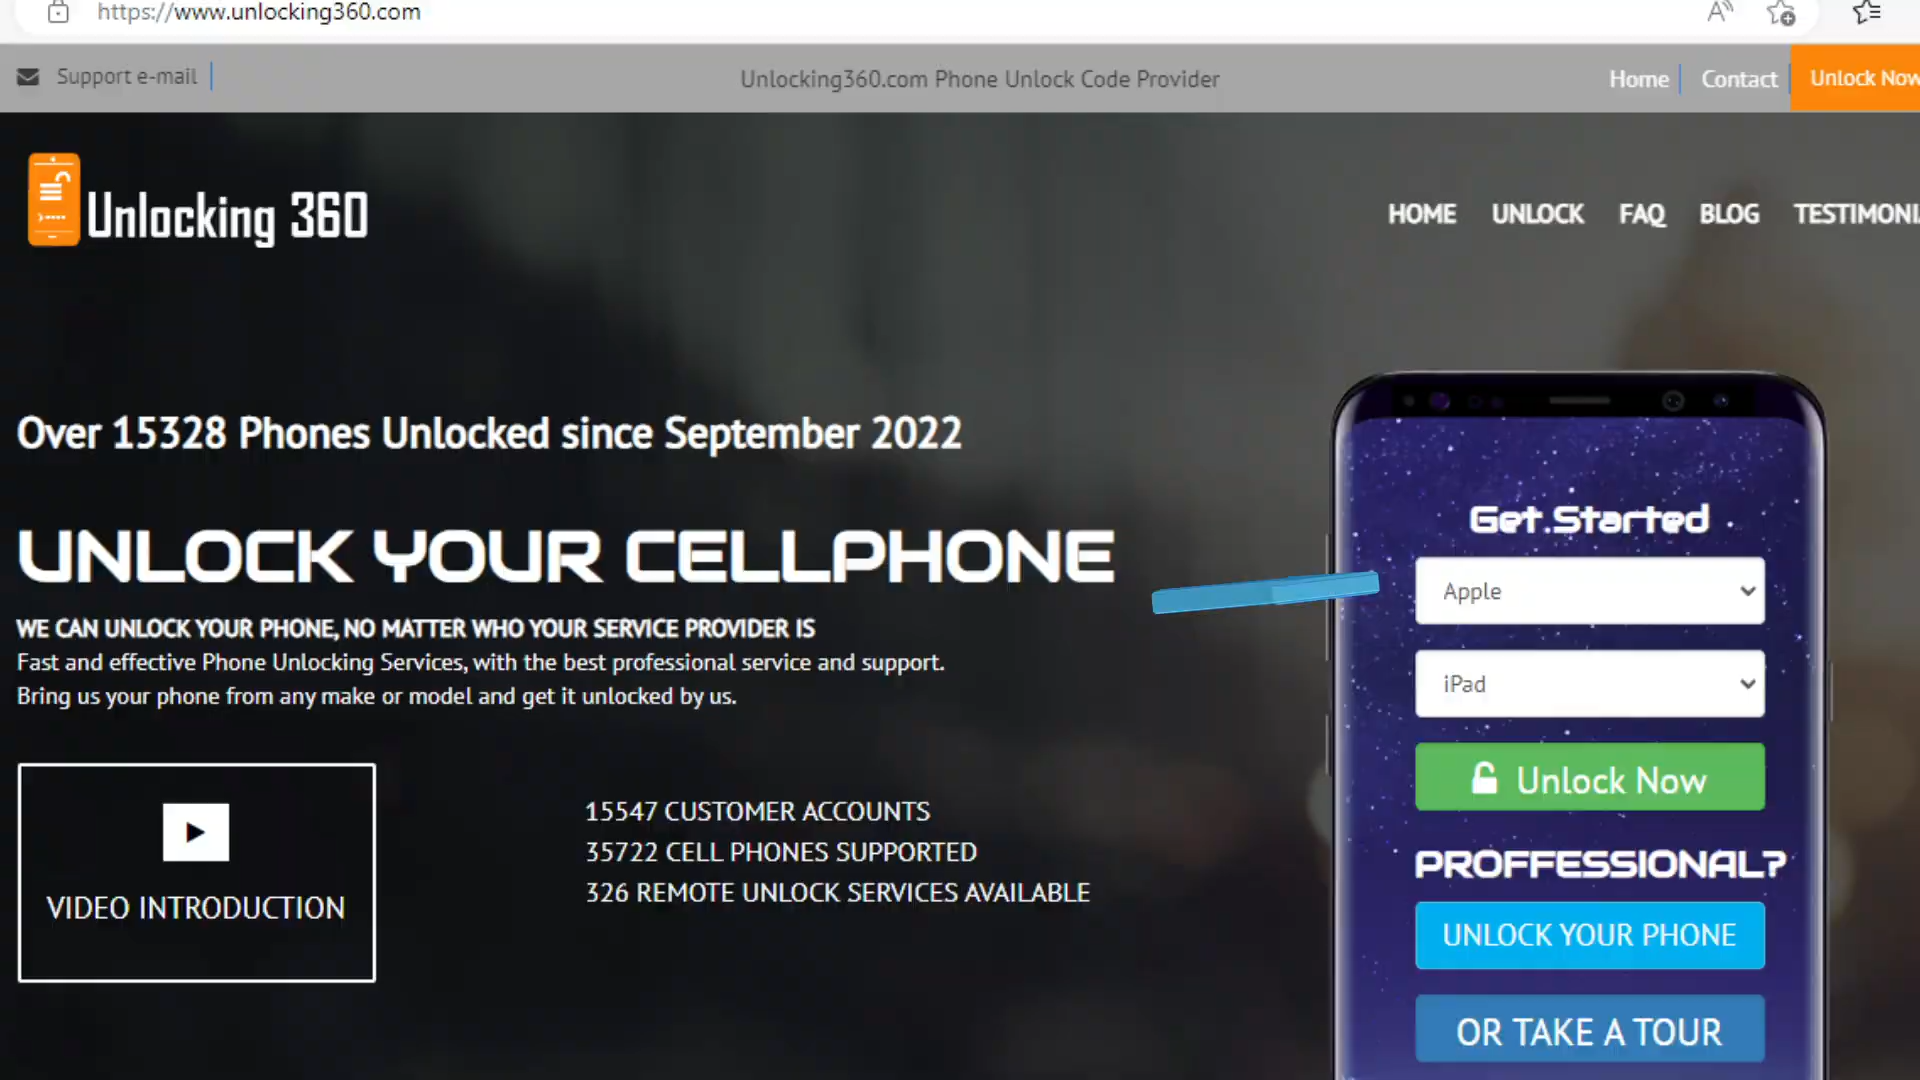 https://www.unlocking360.com
Support e-mail
Unlocking360.com Phone Unlock Code Provider
Home
Contact
Unlock Now
Unlocking 360
HOME
UNLOCK
FAQ
BLOG
TESTIMONI
Over 15328 Phones Unlocked since September 2022
UNLOCK YOUR CELLPHONE
WE CAN UNLOCK YOUR PHONE, NO MATTER WHO YOUR SERVICE PROVIDER IS
Fast and effective Phone Unlocking Services, with the best professional service and support.
Bring us your phone from any make or model and get it unlocked by us.
VIDEO INTRODUCTION
15547 CUSTOMER ACCOUNTS
35722 CELL PHONES SUPPORTED
326 REMOTE UNLOCK SERVICES AVAILABLE
Get Started
Apple
iPad
Unlock Now
PROFFESSIONAL?
UNLOCK YOUR PHONE
OR TAKE A TOUR